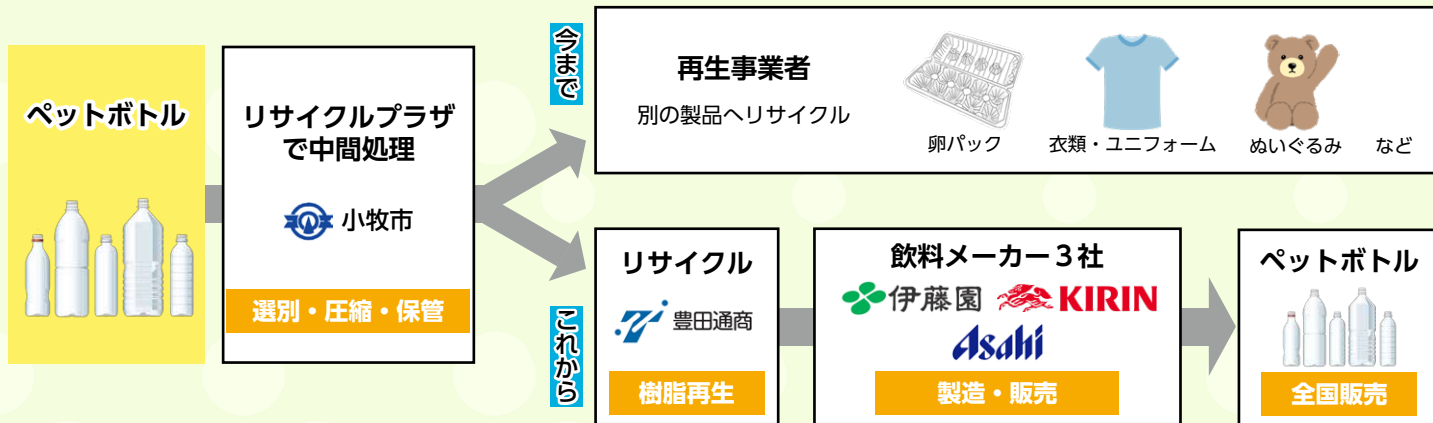 ペットボトル
リサイクルプラザ
で中間処理
小牧市
選別・圧縮・保管
今まで
再生事業者
別の製品へリサイクル
卵パック
衣類・ユニフォーム
ぬいぐるみ
など
これから
リサイクル
豊田通商
樹脂再生
飲料メーカー３社
伊藤園
KIRIN
Asahi
製造・販売
ペットボトル
全国販売